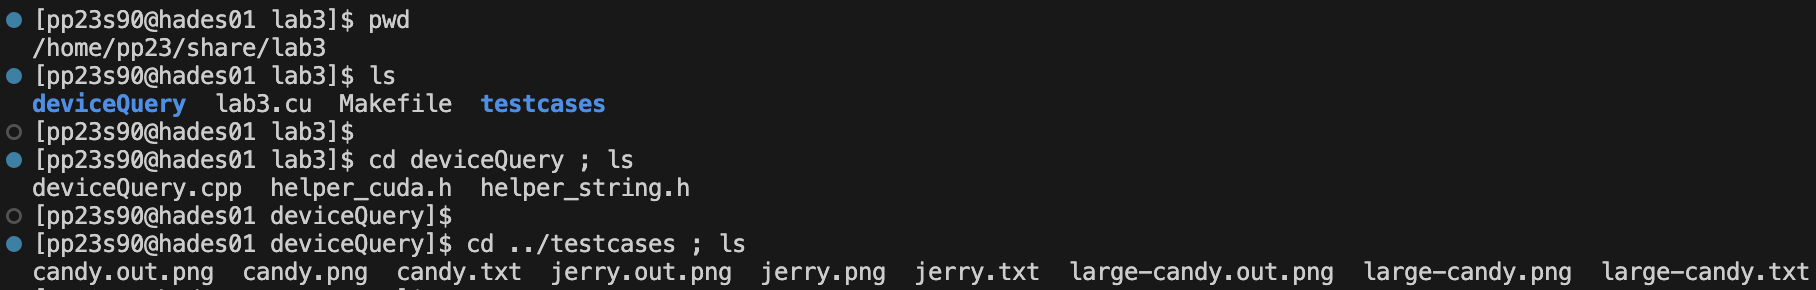 [pp23s90@hades01 lab3]$ pwd
/home/pp23/share/lab3
[pp23s90@hades01 lab3]$ ls
deviceQuery  lab3.cu  Makefile  testcases
[pp23s90@hades01 lab3]$
[pp23s90@hades01 lab3]$ cd deviceQuery ; ls
deviceQuery.cpp  helper_cuda.h  helper_string.h
[pp23s90@hades01 deviceQuery]$
[pp23s90@hades01 deviceQuery]$ cd ../testcases ; ls
candy.out.png  candy.png  candy.txt  jerry.out.png  jerry.png  jerry.txt  large-candy.out.png  large-candy.png  large-candy.txt